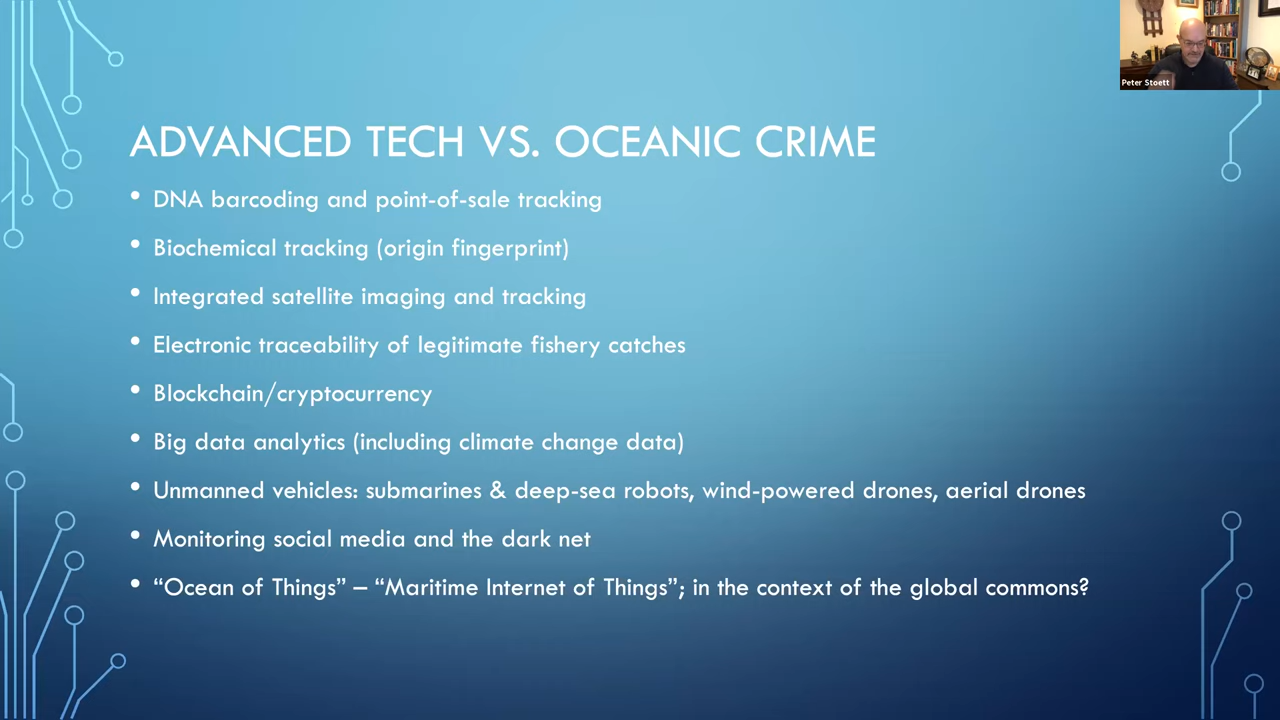 Peter Stoett
ADVANCED TECH VS. OCEANIC CRIME
• DNA barcoding and point-of-sale tracking
• Biochemical tracking (origin fingerprint)
• Integrated satellite imaging and tracking
• Electronic traceability of legitimate fishery catches
• Blockchain/cryptocurrency
• Big data analytics (including climate change data)
• Unmanned vehicles: submarines & deep-sea robots, wind-powered drones, aerial drones
• Monitoring social media and the dark net
• “Ocean of Things” – “Maritime Internet of Things”; in the context of the global commons?